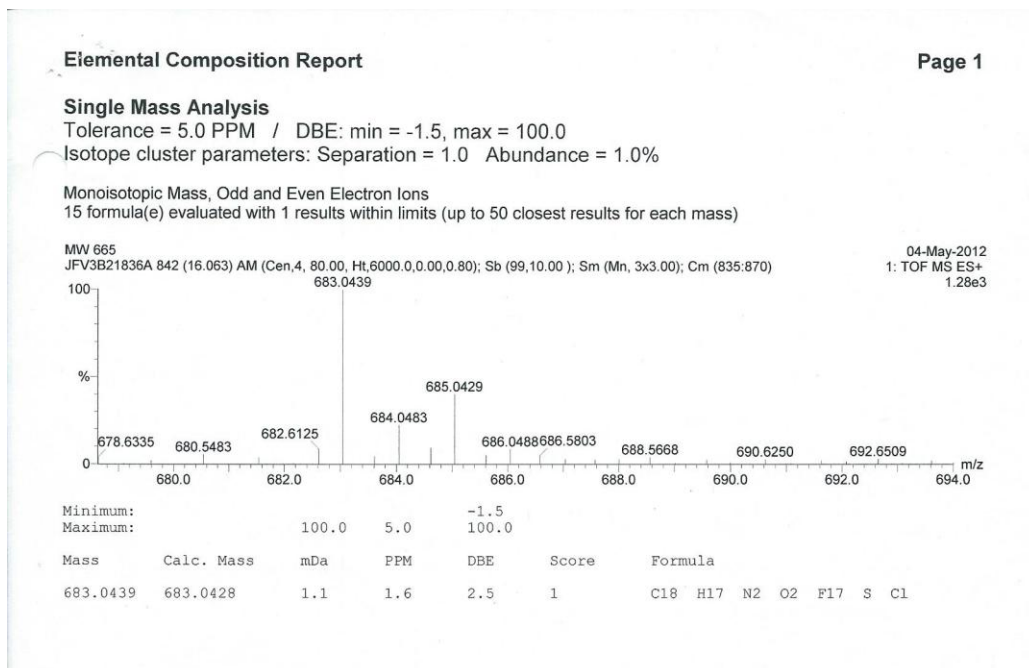 Elemental Composition Report
Page 1
Single Mass Analysis
Tolerance = 5.0 PPM / DBE: min = -1.5, max = 100.0
Isotope cluster parameters: Separation = 1.0 Abundance = 1.0%
Monoisotopic Mass, Odd and Even Electron Ions
15 formula(e) evaluated with 1 results within limits (up to 50 closest results for each mass)
MW 665
04-May-2012
JFV3B21836A 842 (16.063) AM (Cen,4, 80.00, Ht,6000.0,0.00,0.80); Sb (99,10.00 ); Sm (Mn, 3x3.00); Cm (835:870)
1: TOF MS ES+
1.28e3
100
683.0439
%
685.0429
684.0483
678.6335
680.5483
682.6125
686.0488
686.5803
688.5668
690.6250
692.6509
0
m/z
680.0 682.0 684.0 686.0 688.0 690.0 692.0 694.0
Minimum: -1.5
Maximum: 100.0 5.0 100.0
Mass Calc. Mass mDa PPM DBE Score Formula
683.0439 683.0428 1.1 1.6 2.5 1 C18 H17 N2 O2 F17 S Cl